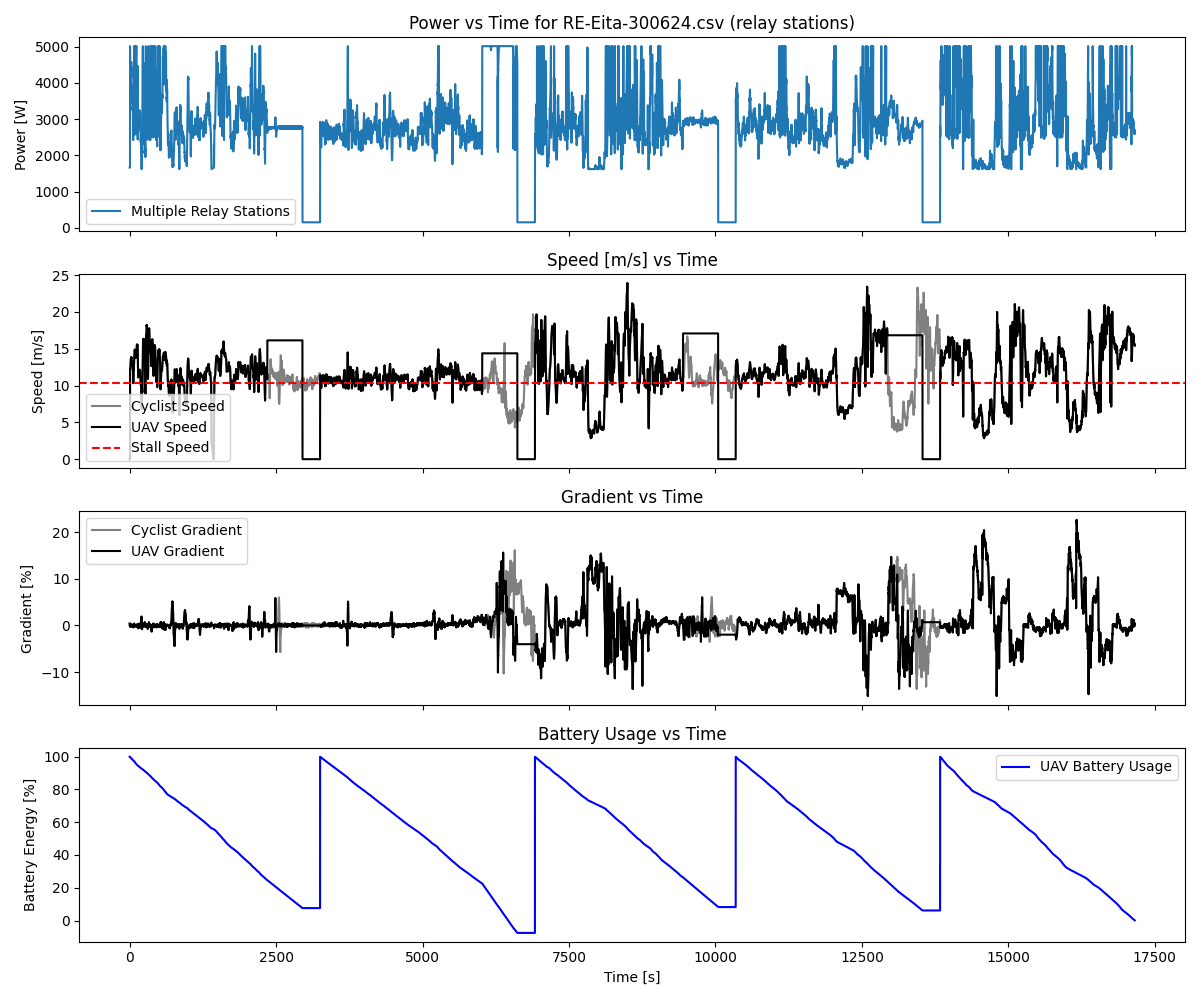 Power vs Time for RE-Eita-300624.csv (relay stations)
5000
4000
3000
2000
1000
0
Power [W]
Multiple Relay Stations
Speed [m/s] vs Time
25
20
15
10
5
0
Speed [m/s]
Cyclist Speed
UAV Speed
Stall Speed
Gradient vs Time
20
10
0
−10
Gradient [%]
Cyclist Gradient
UAV Gradient
Battery Usage vs Time
100
80
60
40
20
0
Battery Energy [%]
UAV Battery Usage
0 2500 5000 7500 10000 12500 15000 17500
Time [s]